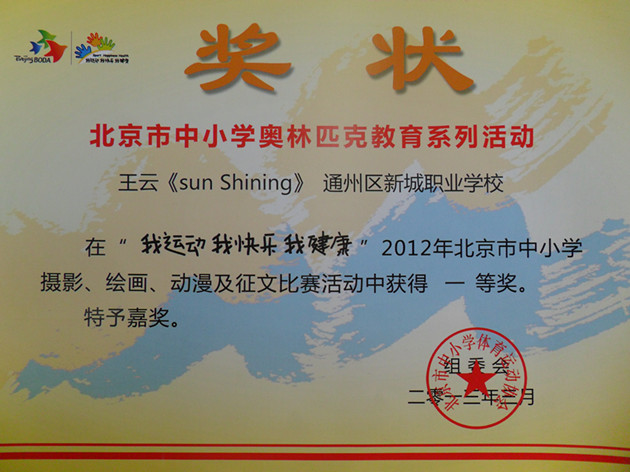 Beijing BODA
奖 状
北京市中小学奥林匹克教育系列活动
王云《sun Shining》 通州区新城职业学校
在“我运动 我快乐 我健康”2012年北京市中小学
摄影、绘画、动漫及征文比赛活动中获得 一 等奖。
特予嘉奖。
组委会
二零一三年三月